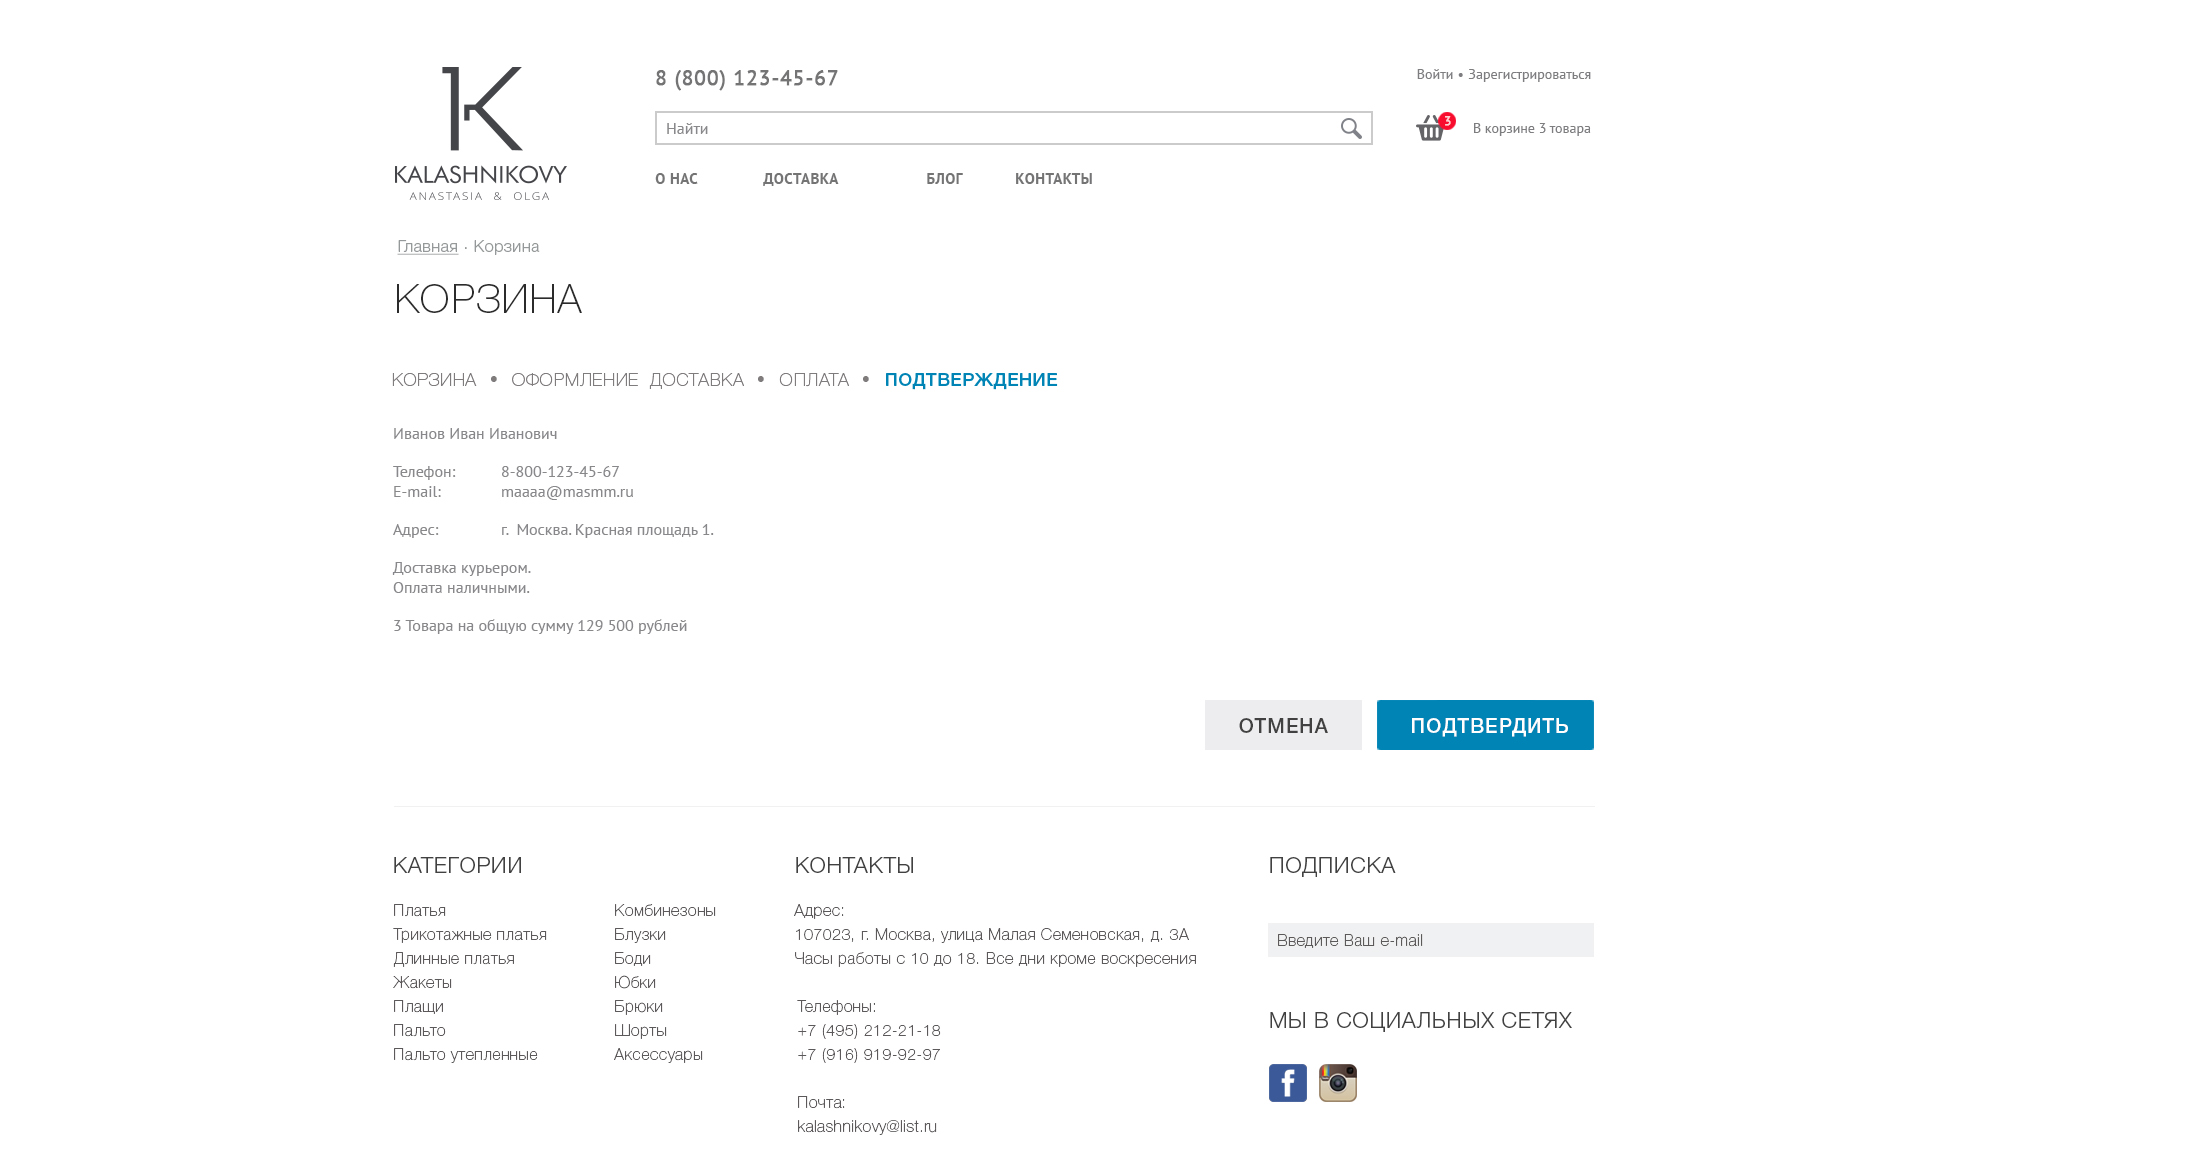 8 (800) 123-45-67
Войти • Зарегистрироваться
K
KALASHNIKOVY
ANASTASIA & OLGA
Найти
3
В корзине 3 товара
О НАС ДОСТАВКА БЛОГ КОНТАКТЫ
Главная · Корзина
КОРЗИНА
КОРЗИНА • ОФОРМЛЕНИЕ ДОСТАВКА • ОПЛАТА • ПОДТВЕРЖДЕНИЕ
Иванов Иван Иванович
Телефон: 8-800-123-45-67
E-mail: maaaa@masmm.ru
Адрес: г. Москва. Красная площадь 1.
Доставка курьером.
Оплата наличными.
3 Товара на общую сумму 129 500 рублей
ОТМЕНА ПОДТВЕРДИТЬ
КАТЕГОРИИ
Платья
Трикотажные платья
Длинные платья
Жакеты
Плащи
Пальто
Пальто утепленные
Комбинезоны
Блузки
Боди
Юбки
Брюки
Шорты
Аксессуары
КОНТАКТЫ
Адрес:
107023, г. Москва, улица Малая Семеновская, д. 3А
Часы работы с 10 до 18. Все дни кроме воскресения
Телефоны:
+7 (495) 212-21-18
+7 (916) 919-92-97
Почта:
kalashnikovy@list.ru
ПОДПИСКА
Введите Ваш e-mail
МЫ В СОЦИАЛЬНЫХ СЕТЯХ
f